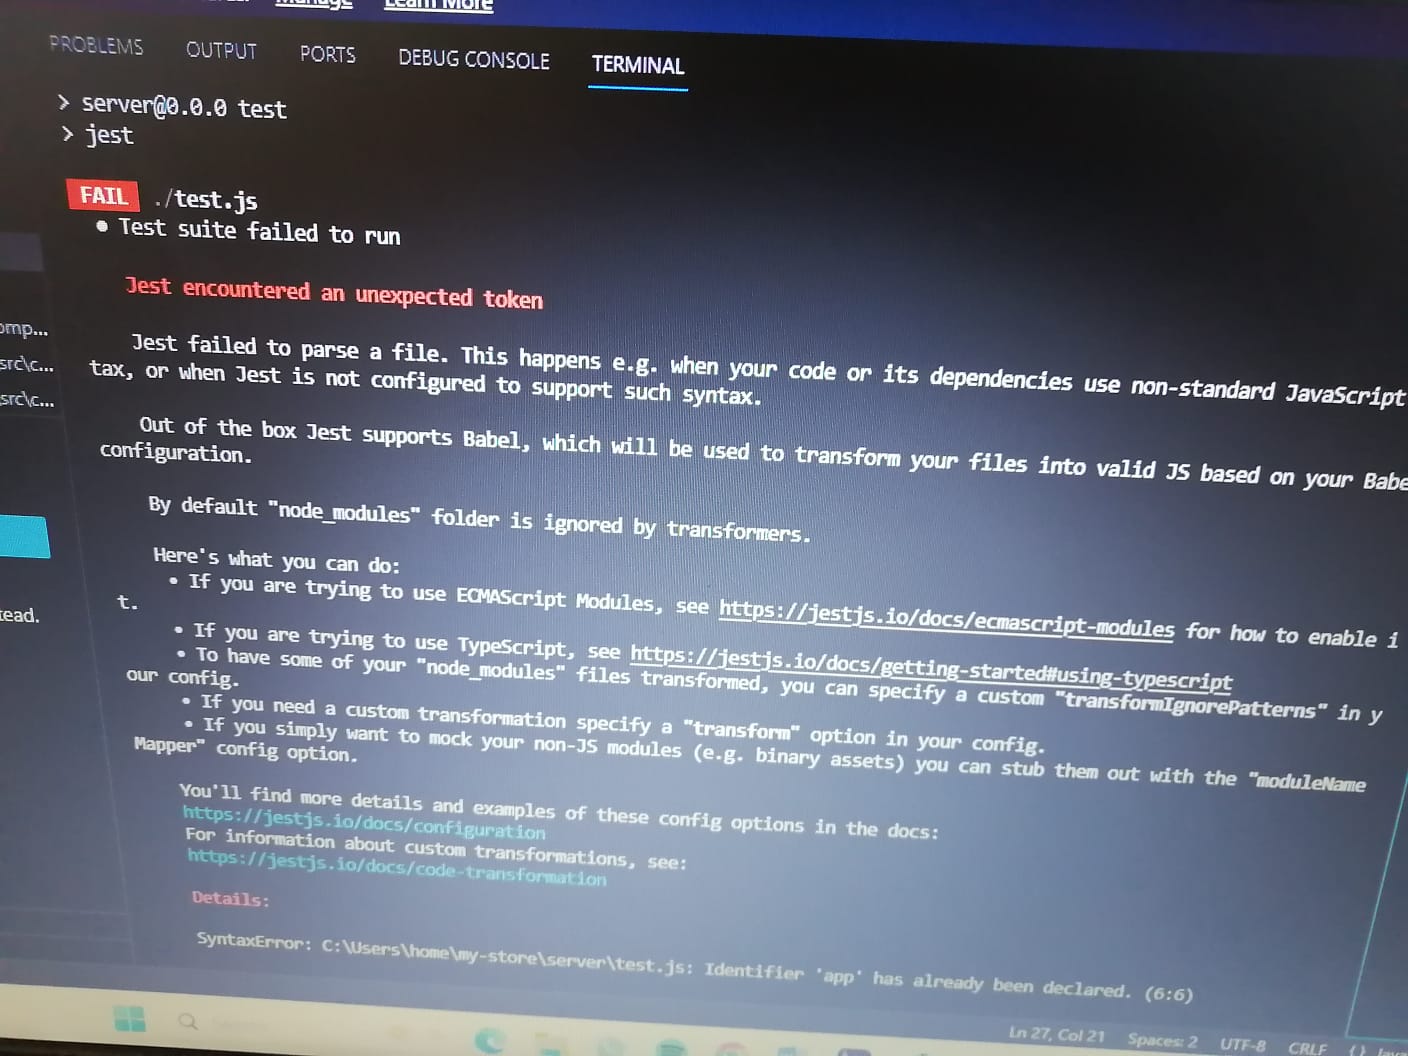 Manage Learn More
PROBLEMS OUTPUT PORTS DEBUG CONSOLE TERMINAL
> server@0.0.0 test
> jest
FAIL ./test.js
● Test suite failed to run
Jest encountered an unexpected token
Jest failed to parse a file. This happens e.g. when your code or its dependencies use non-standard JavaScript
tax, or when Jest is not configured to support such syntax.
Out of the box Jest supports Babel, which will be used to transform your files into valid JS based on your Babe
configuration.
By default "node_modules" folder is ignored by transformers.
Here's what you can do:
• If you are trying to use ECMAScript Modules, see https://jestjs.io/docs/ecmascript-modules for how to enable i
t.
• If you are trying to use TypeScript, see https://jestjs.io/docs/getting-started#using-typescript
• To have some of your "node_modules" files transformed, you can specify a custom "transformIgnorePatterns" in y
our config.
• If you need a custom transformation specify a "transform" option in your config.
• If you simply want to mock your non-JS modules (e.g. binary assets) you can stub them out with the "moduleName
Mapper" config option.
You'll find more details and examples of these config options in the docs:
https://jestjs.io/docs/configuration
For information about custom transformations, see:
https://jestjs.io/docs/code-transformation
Details:
SyntaxError: C:\Users\home\my-store\server\test.js: Identifier 'app' has already been declared. (6:6)
omp...
src\c...
src\c...
read.
Ln 27, Col 21 Spaces: 2 UTF-8 CRLF { }